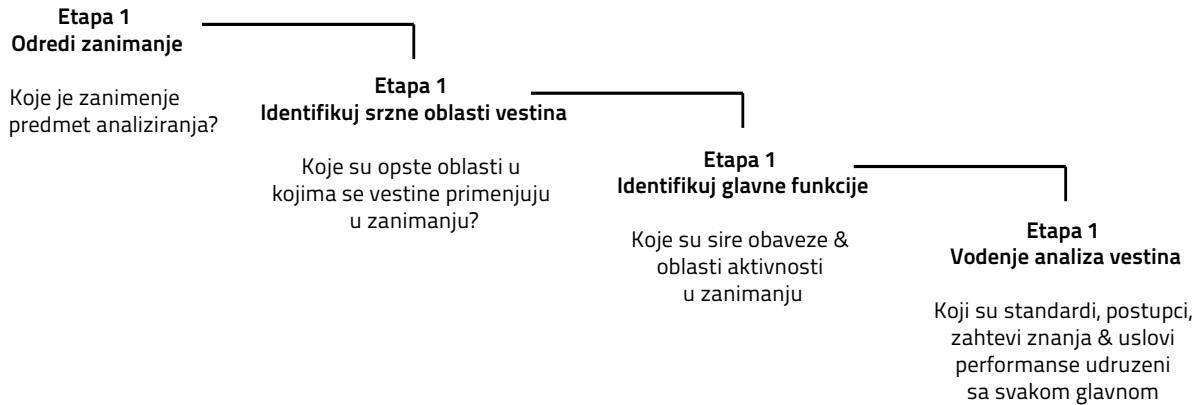 Etapa 1
Odredi zanimanje
Koje je zanimenje
predmet analiziranja?
Etapa 1
Identifikuj srzne oblasti vestina
Koje su opste oblasti u
kojima se vestine primenjuju
u zanimanju?
Etapa 1
Identifikuj glavne funkcije
Koje su sire obaveze &
oblasti aktivnosti
u zanimanju
Etapa 1
Vodenje analiza vestina
Koji su standardi, postupci,
zahtevi znanja & uslovi
performanse udruzeni
sa svakom glavnom